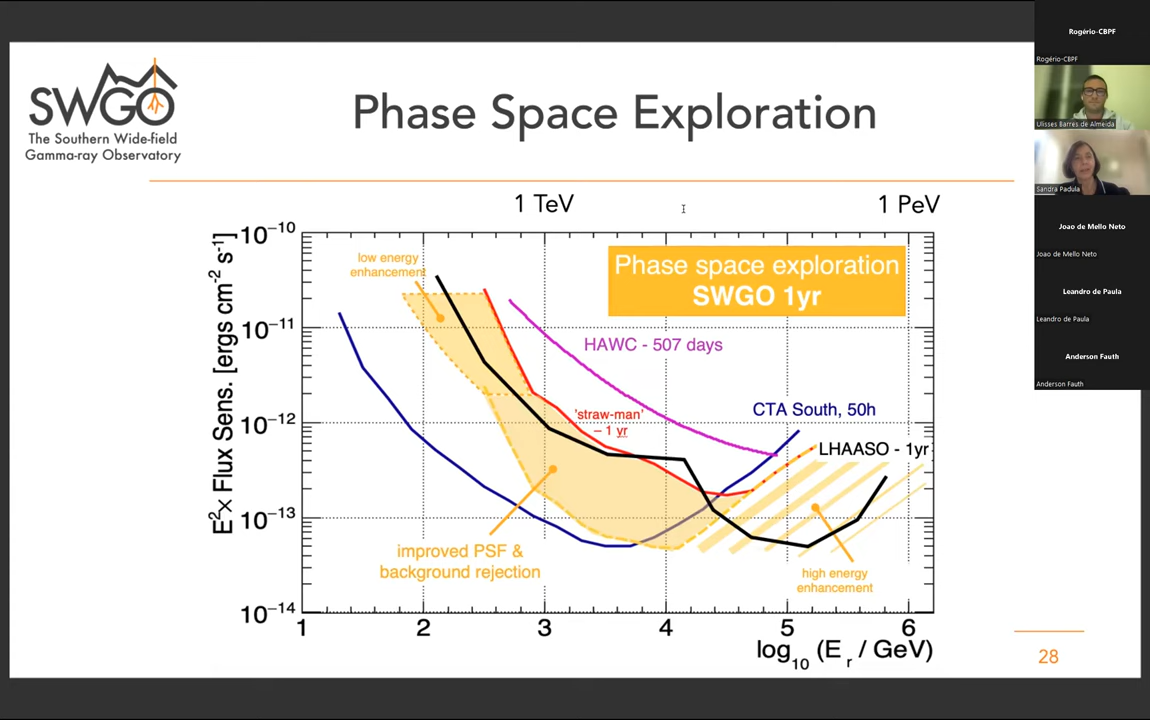 SWGO
The Southern Wide-field
Gamma-ray Observatory
Phase Space Exploration
1 TeV
1 PeV
E²× Flux Sens. [ergs cm⁻² s⁻¹]
10⁻¹⁰
10⁻¹¹
10⁻¹²
10⁻¹³
10⁻¹⁴
low energy
enhancement
Phase space exploration
SWGO 1yr
HAWC - 507 days
'straw-man'
– 1 yr
CTA South, 50h
LHAASO - 1yr
improved PSF &
background rejection
high energy
enhancement
1 2 3 4 5 6
log₁₀ (E_r / GeV)
28
Rogério-CBPF
Rogério-CBPF
Ulisses Barres de Almeida
Sandra Padula
Joao de Mello Neto
Joao de Mello Neto
Leandro de Paula
Leandro de Paula
Anderson Fauth
Anderson Fauth